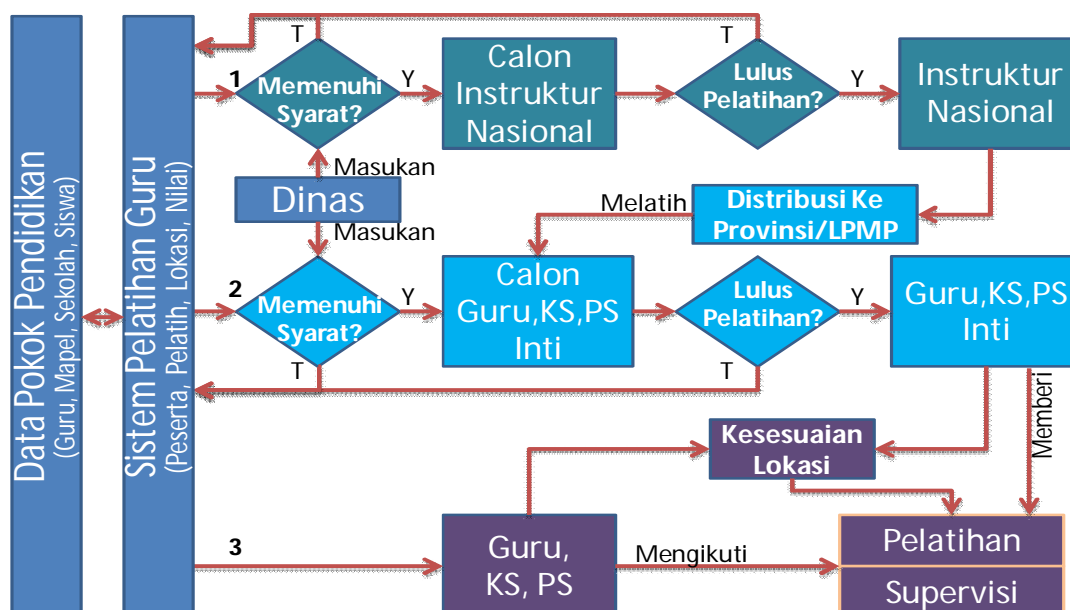 Data Pokok Pendidikan
(Guru, Mapel, Sekolah, Siswa)
Sistem Pelatihan Guru
(Peserta, Pelatih, Lokasi, Nilai)
T
T
1
Memenuhi
Syarat?
Y
Calon
Instruktur
Nasional
Lulus
Pelatihan?
Y
Instruktur
Nasional
Masukan
Dinas
Masukan
Melatih
Distribusi Ke
Provinsi/LPMP
2
Memenuhi
Syarat?
Y
Calon
Guru,KS,PS
Inti
Lulus
Pelatihan?
Y
Guru,KS,PS
Inti
T
T
Memberi
Kesesuaian
Lokasi
3
Guru,
KS, PS
Mengikuti
Pelatihan
Supervisi